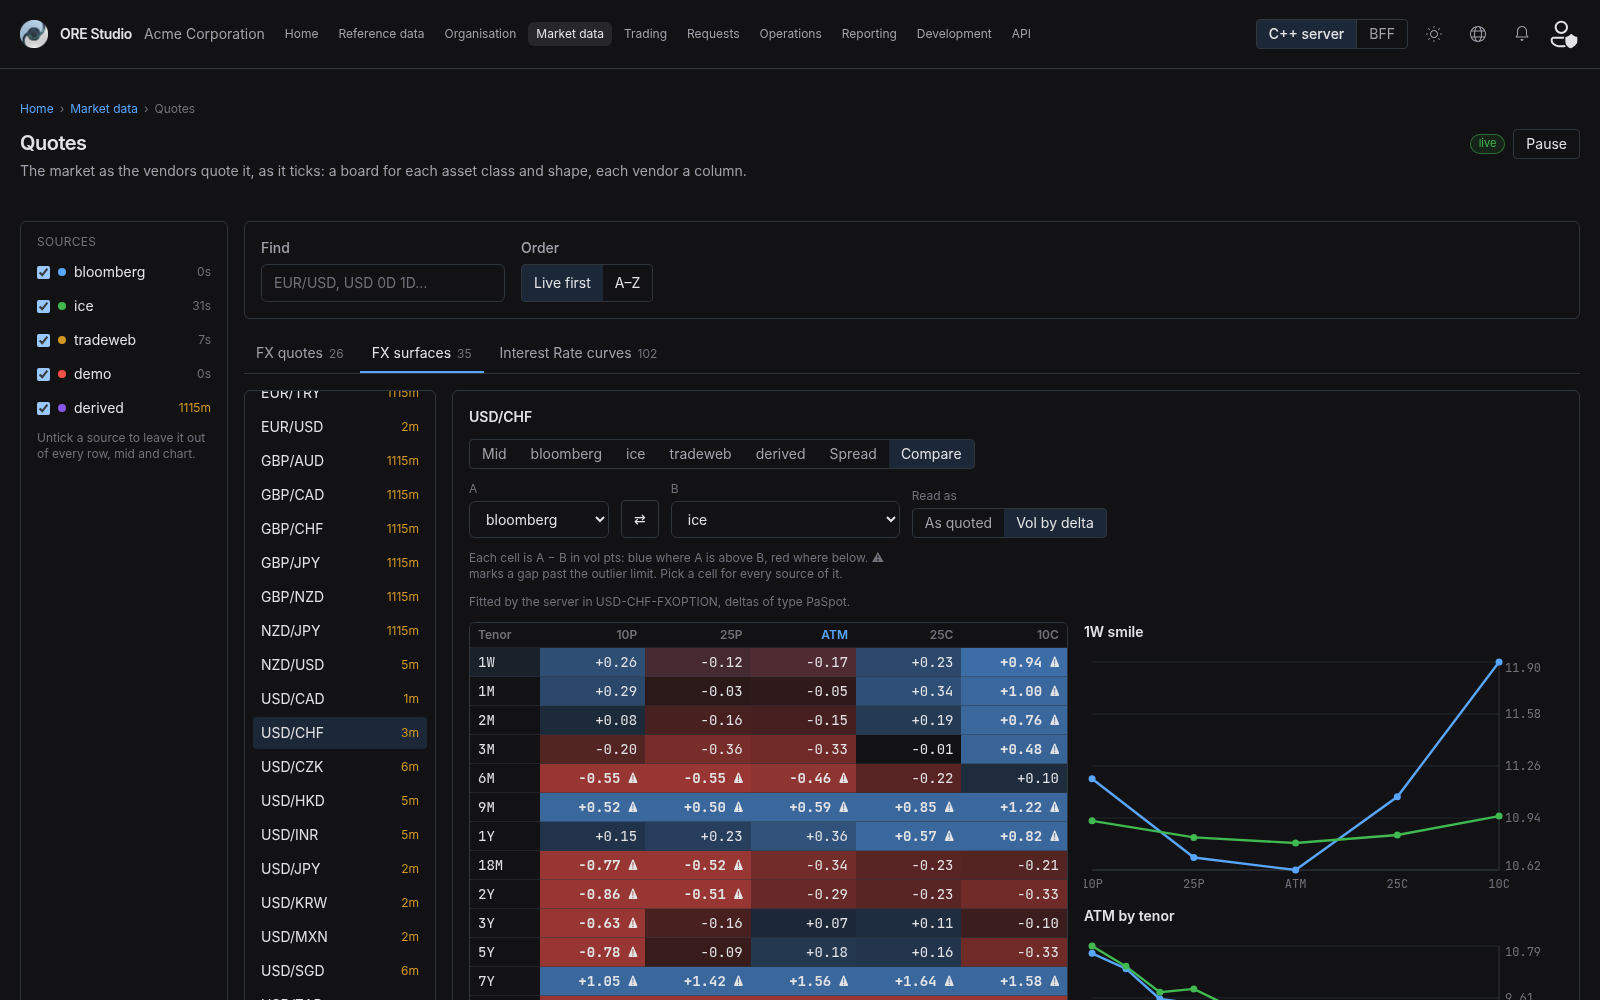 ORE Studio Acme Corporation Home Reference data Organisation Market data Trading Requests Operations Reporting Development API C++ server BFF
Home › Market data › Quotes
Quotes
live Pause
The market as the vendors quote it, as it ticks: a board for each asset class and shape, each vendor a column.
SOURCES
bloomberg 0s
ice 31s
tradeweb 7s
demo 0s
derived 1115m
Untick a source to leave it out
of every row, mid and chart.
Find Order
EUR/USD, USD 0D 1D... Live first A–Z
FX quotes 26 FX surfaces 35 Interest Rate curves 102
EUR/TRY 1115m
EUR/USD 2m
GBP/AUD 1115m
GBP/CAD 1115m
GBP/CHF 1115m
GBP/JPY 1115m
GBP/NZD 1115m
NZD/JPY 1115m
NZD/USD 5m
USD/CAD 1m
USD/CHF 3m
USD/CZK 6m
USD/HKD 5m
USD/INR 5m
USD/JPY 2m
USD/KRW 2m
USD/MXN 2m
USD/SGD 6m
USD/CHF
Mid bloomberg ice tradeweb derived Spread Compare
A B Read as
bloomberg ⇄ ice As quoted Vol by delta
Each cell is A − B in vol pts: blue where A is above B, red where below. ⚠
marks a gap past the outlier limit. Pick a cell for every source of it.
Fitted by the server in USD-CHF-FXOPTION, deltas of type PaSpot.
Tenor 10P 25P ATM 25C 10C
1W +0.26 -0.12 -0.17 +0.23 +0.94 ⚠
1M +0.29 -0.03 -0.05 +0.34 +1.00 ⚠
2M +0.08 -0.16 -0.15 +0.19 +0.76 ⚠
3M -0.20 -0.36 -0.33 -0.01 +0.48 ⚠
6M -0.55 ⚠ -0.55 ⚠ -0.46 ⚠ -0.22 +0.10
9M +0.52 ⚠ +0.50 ⚠ +0.59 ⚠ +0.85 ⚠ +1.22 ⚠
1Y +0.15 +0.23 +0.36 +0.57 ⚠ +0.82 ⚠
18M -0.77 ⚠ -0.52 ⚠ -0.34 -0.23 -0.21
2Y -0.86 ⚠ -0.51 ⚠ -0.29 -0.23 -0.33
3Y -0.63 ⚠ -0.16 +0.07 +0.11 -0.10
5Y -0.78 ⚠ -0.09 +0.18 +0.16 -0.33
7Y +1.05 ⚠ +1.42 ⚠ +1.56 ⚠ +1.64 ⚠ +1.58 ⚠
1W smile
11.90
11.58
11.26
10.94
10.62
10P 25P ATM 25C 10C
ATM by tenor
10.79
9.61